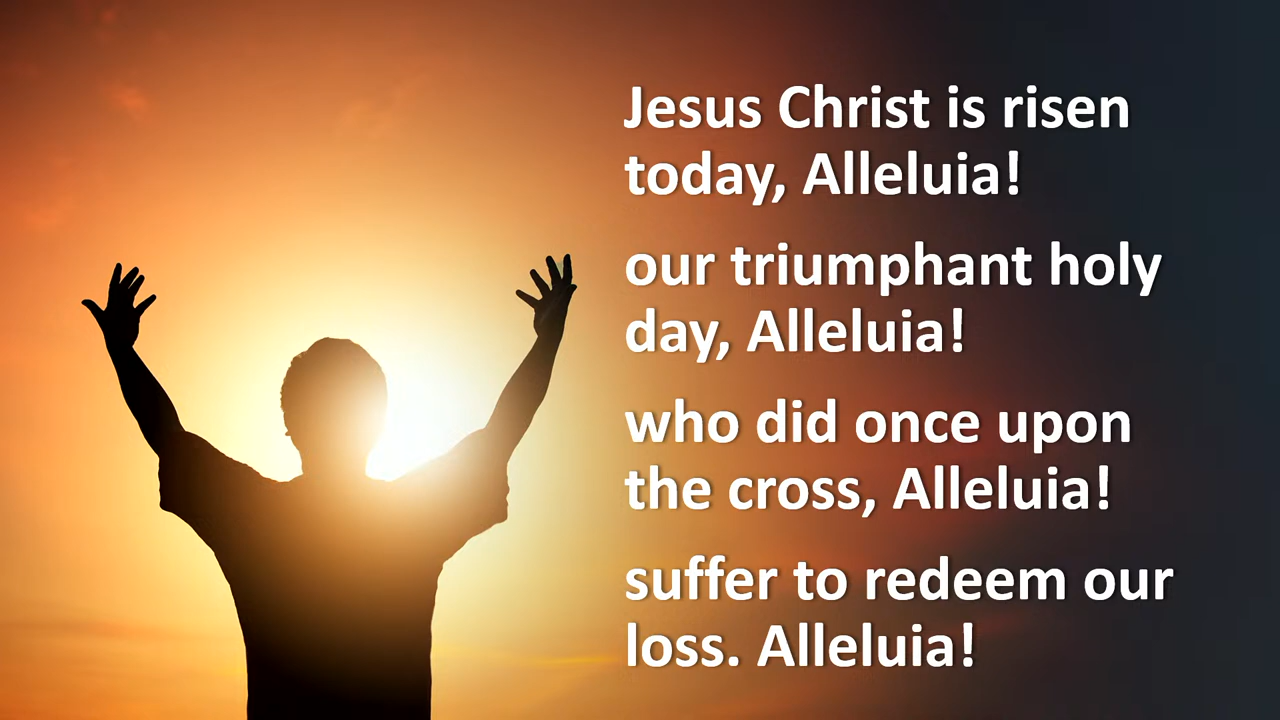 Jesus Christ is risen
today, Alleluia!
our triumphant holy
day, Alleluia!
who did once upon
the cross, Alleluia!
suffer to redeem our
loss. Alleluia!